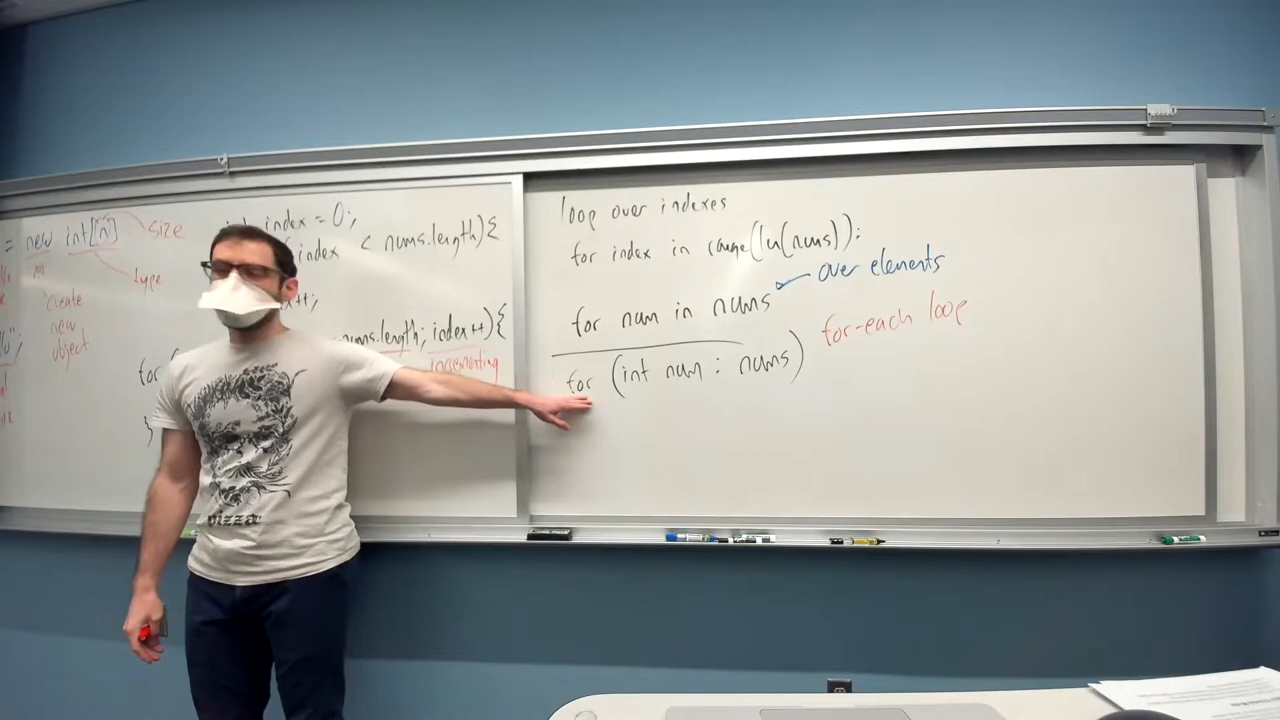 = new int[n] size
type
create
new
object
index = 0;
index < nums.length){
nums.length; index++){
incrementing
for
}
loop over indexes
for index in range(len(nums)):
over elements
for num in nums
for-each loop
for (int num : nums)
pizza